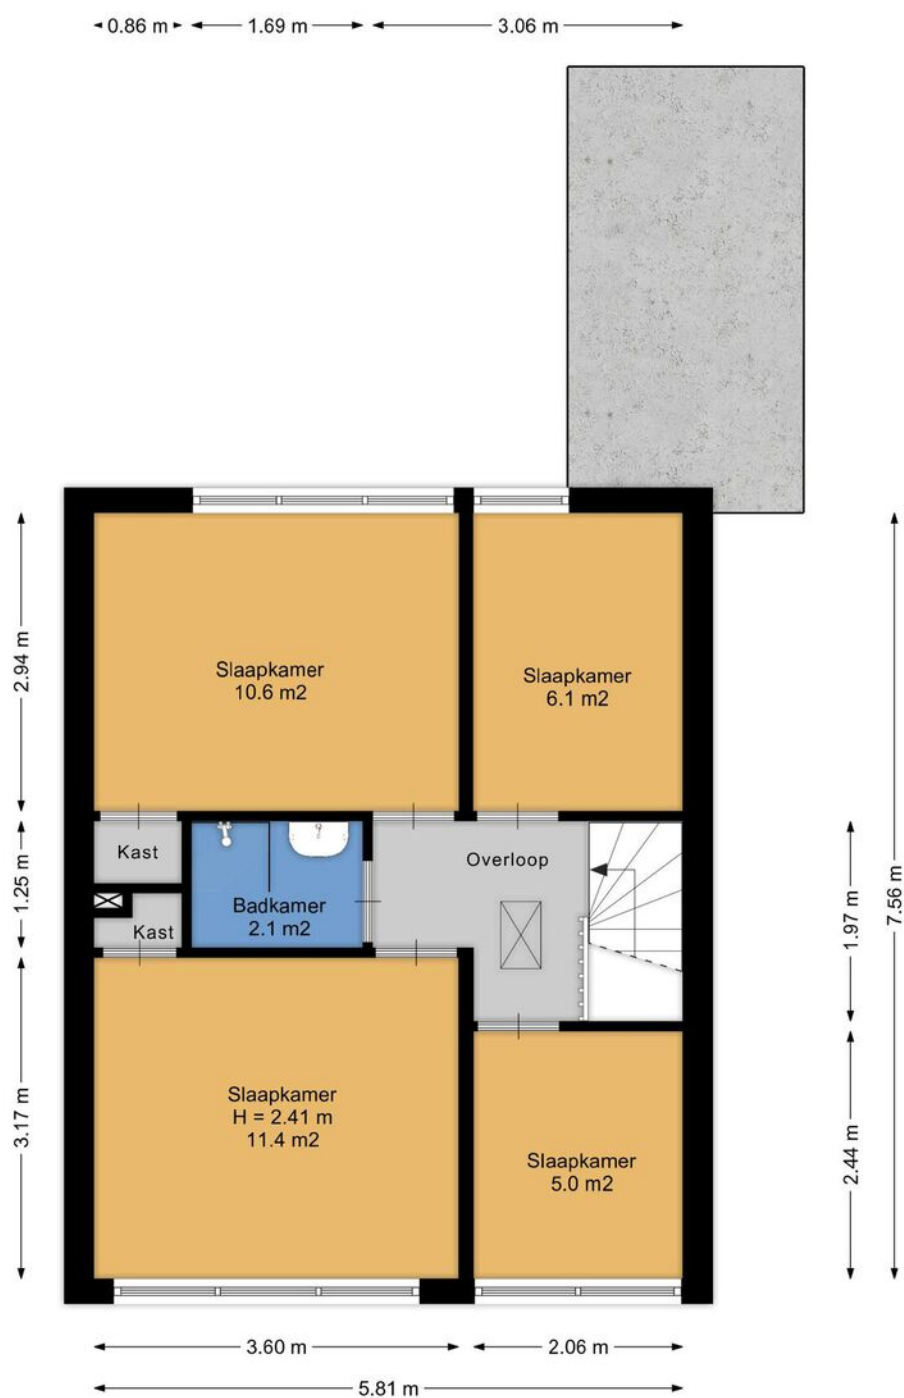 0.86 m
1.69 m
3.06 m
2.94 m
Slaapkamer
10.6 m2
Slaapkamer
6.1 m2
1.25 m
Kast
Kast
Badkamer
2.1 m2
Overloop
1.97 m
7.56 m
3.17 m
Slaapkamer
H = 2.41 m
11.4 m2
Slaapkamer
5.0 m2
2.44 m
3.60 m
2.06 m
5.81 m